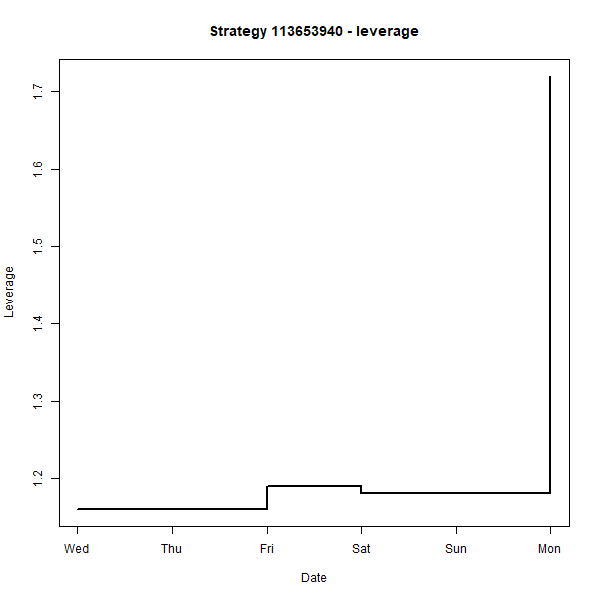 Strategy 113653940 - leverage
1.7
1.6
1.5
1.4
1.3
1.2
Leverage
Wed Thu Fri Sat Sun Mon
Date